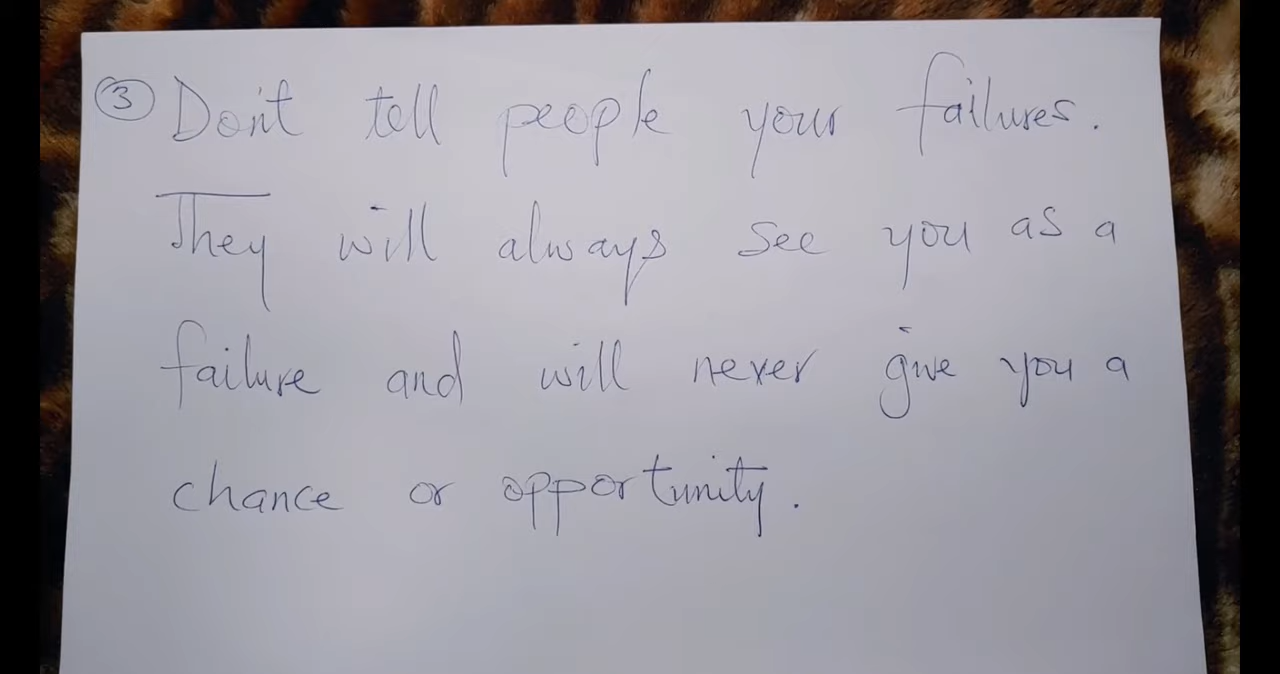 ③ Don't tell people your failures.
They will always see you as a
failure and will never give you a
chance or opportunity.